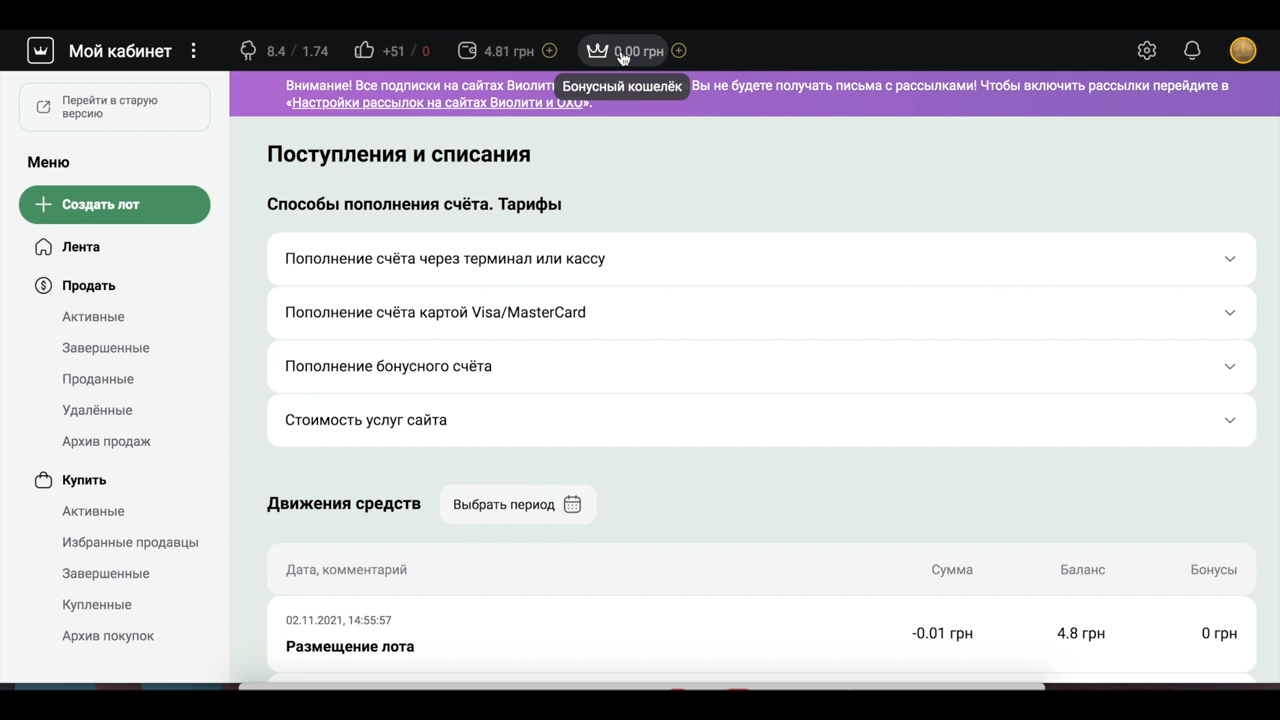 Мой кабинет
8.4 / 1.74
+51 / 0
4.81 грн
0.00 грн
Бонусный кошелёк
Перейти в старую
версию
Внимание! Все подписки на сайтах Виолити Вы не будете получать письма с рассылками! Чтобы включить рассылки перейдите в
«Настройки рассылок на сайтах Виолити и UXO».
Меню
Создать лот
Лента
Продать
Активные
Завершенные
Проданные
Удалённые
Архив продаж
Купить
Активные
Избранные продавцы
Завершенные
Купленные
Архив покупок
Поступления и списания
Способы пополнения счёта. Тарифы
Пополнение счёта через терминал или кассу
Пополнение счёта картой Visa/MasterCard
Пополнение бонусного счёта
Стоимость услуг сайта
Движения средств
Выбрать период
Дата, комментарий Сумма Баланс Бонусы
02.11.2021, 14:55:57
Размещение лота -0.01 грн 4.8 грн 0 грн